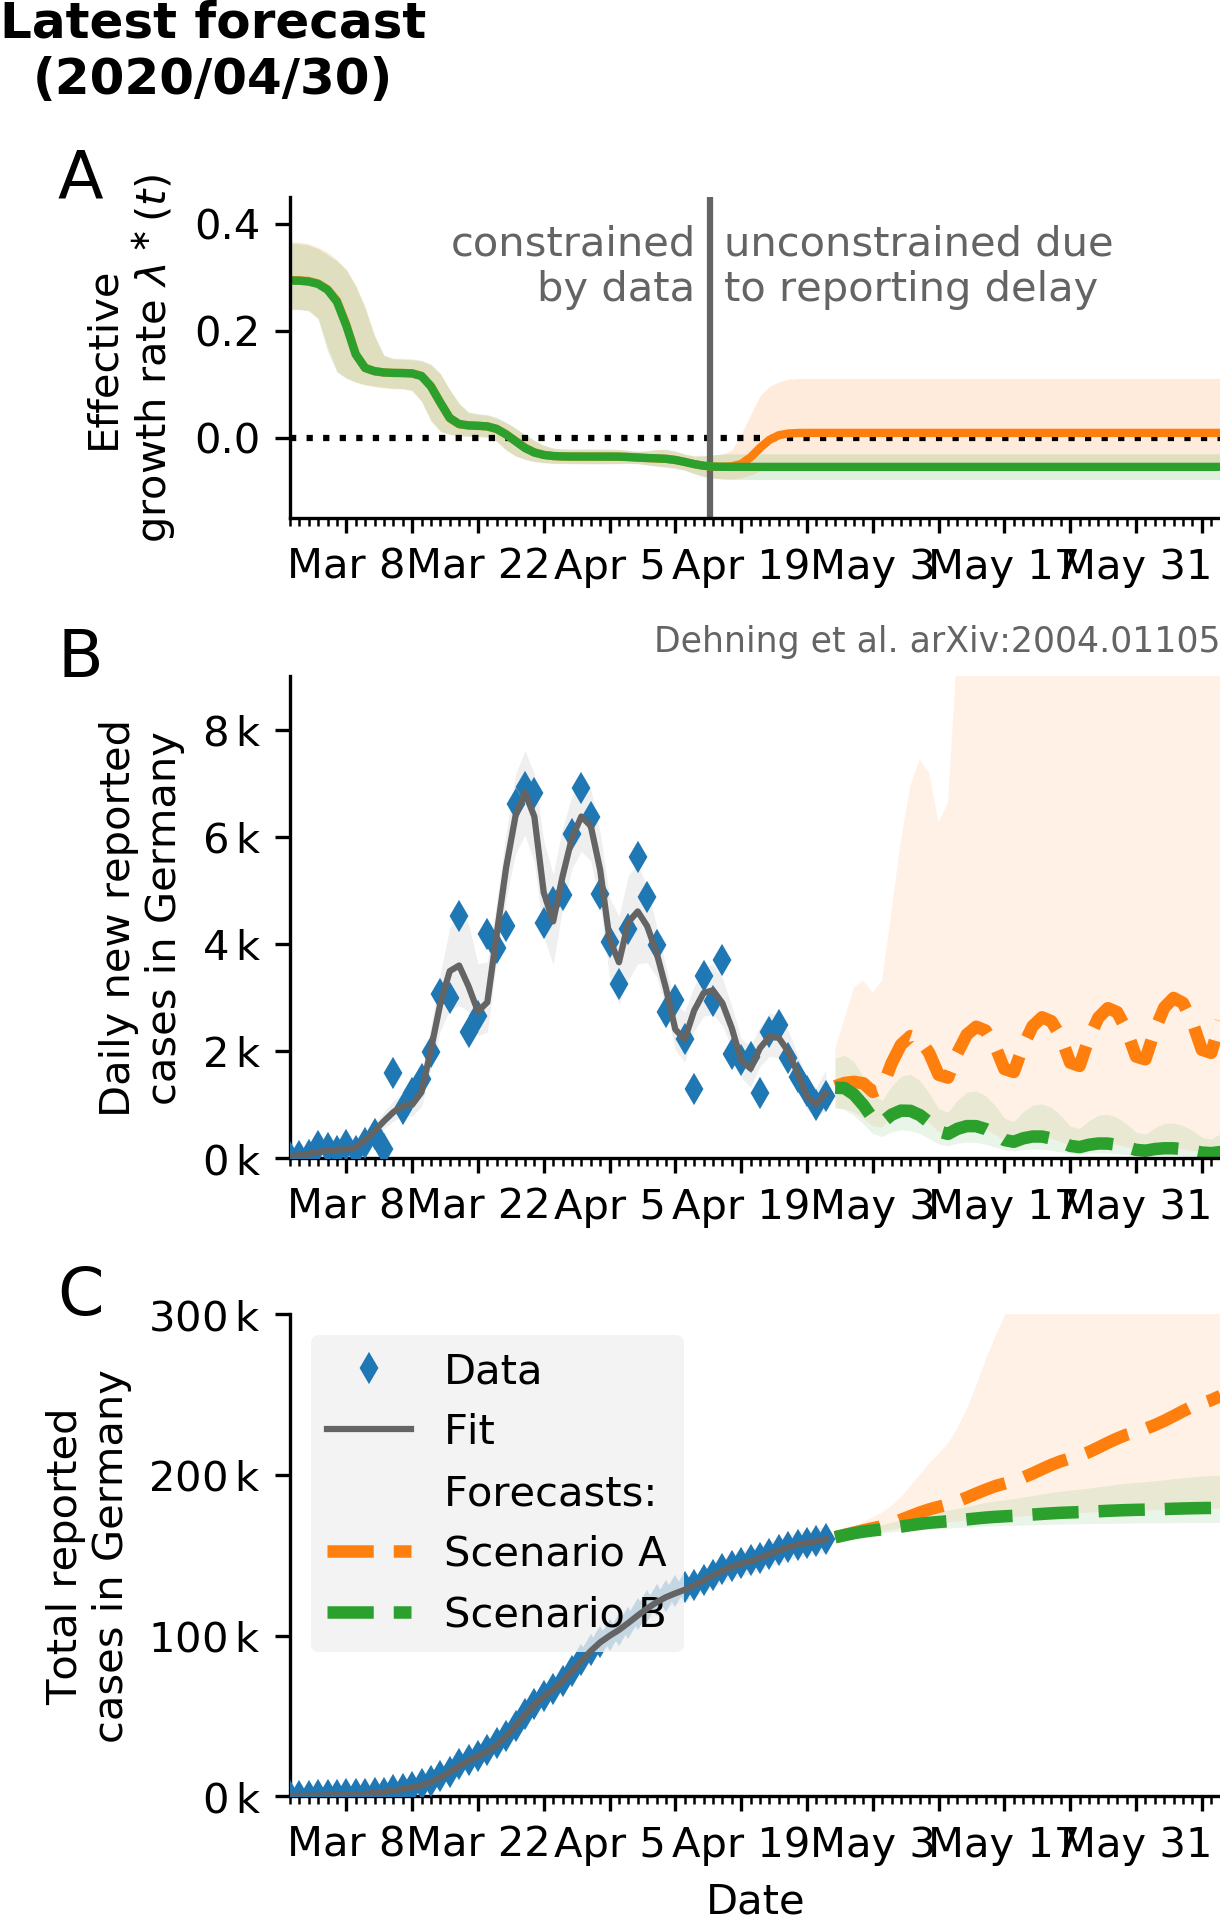 Latest forecast
(2020/04/30)
A
Effective
growth rate λ * (t)
0.4
0.2
0.0
constrained
by data
unconstrained due
to reporting delay
Mar 8 Mar 22 Apr 5 Apr 19 May 3 May 17 May 31
Dehning et al. arXiv:2004.01105
B
Daily new reported
cases in Germany
8 k
6 k
4 k
2 k
0 k
Mar 8 Mar 22 Apr 5 Apr 19 May 3 May 17 May 31
C
Total reported
cases in Germany
300 k
200 k
100 k
0 k
Data
Fit
Forecasts:
Scenario A
Scenario B
Mar 8 Mar 22 Apr 5 Apr 19 May 3 May 17 May 31
Date